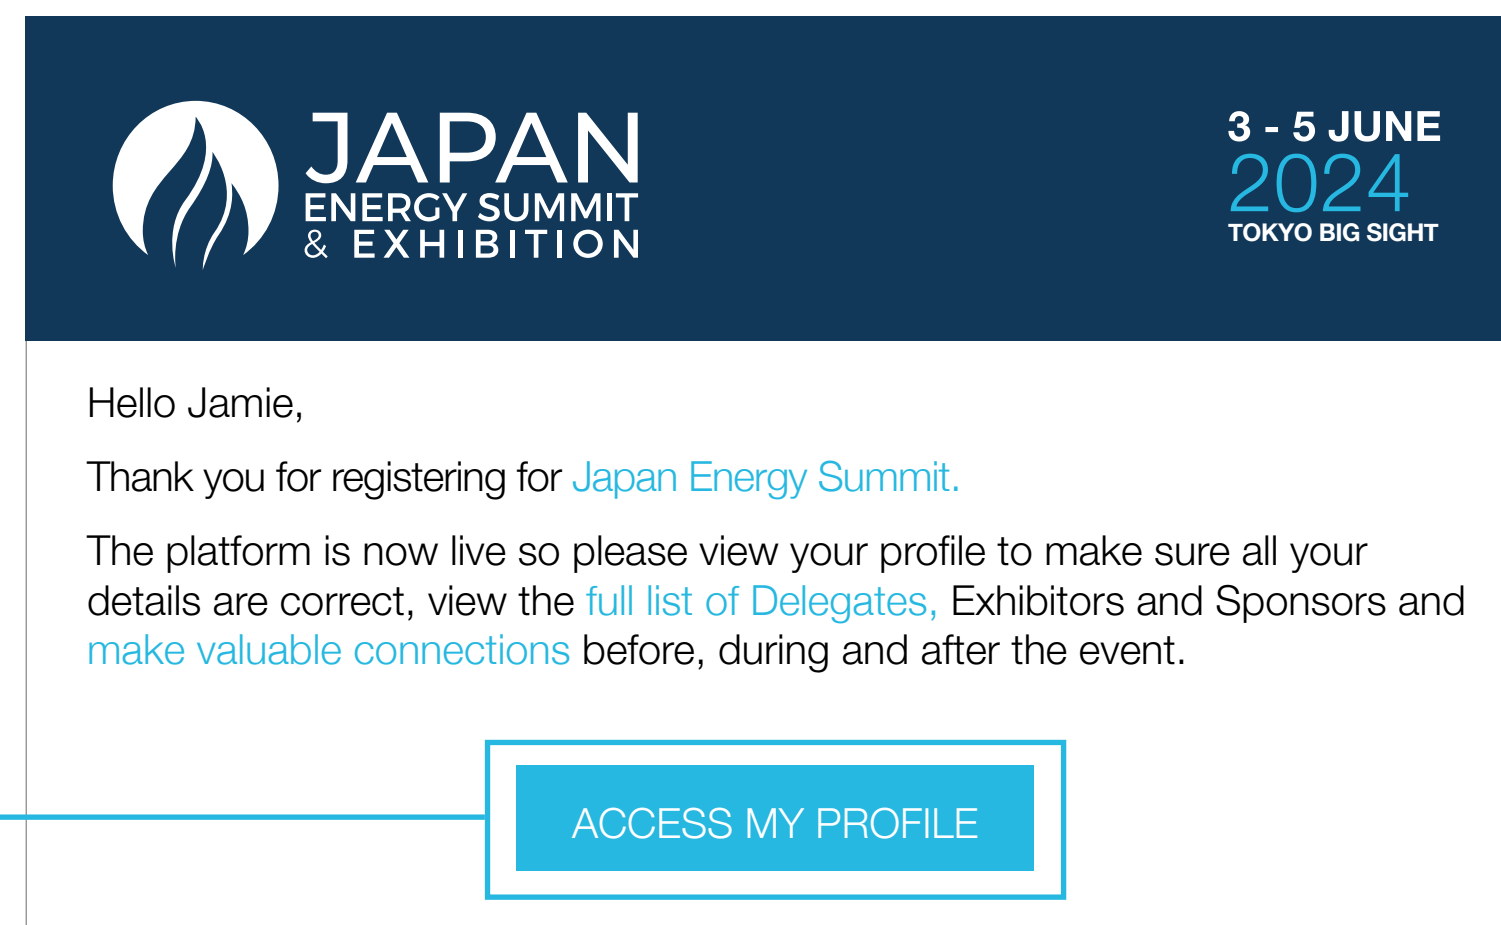 JAPAN
ENERGY SUMMIT
& EXHIBITION
3 - 5 JUNE
2024
TOKYO BIG SIGHT
Hello Jamie,
Thank you for registering for Japan Energy Summit.
The platform is now live so please view your profile to make sure all your
details are correct, view the full list of Delegates, Exhibitors and Sponsors and
make valuable connections before, during and after the event.
ACCESS MY PROFILE